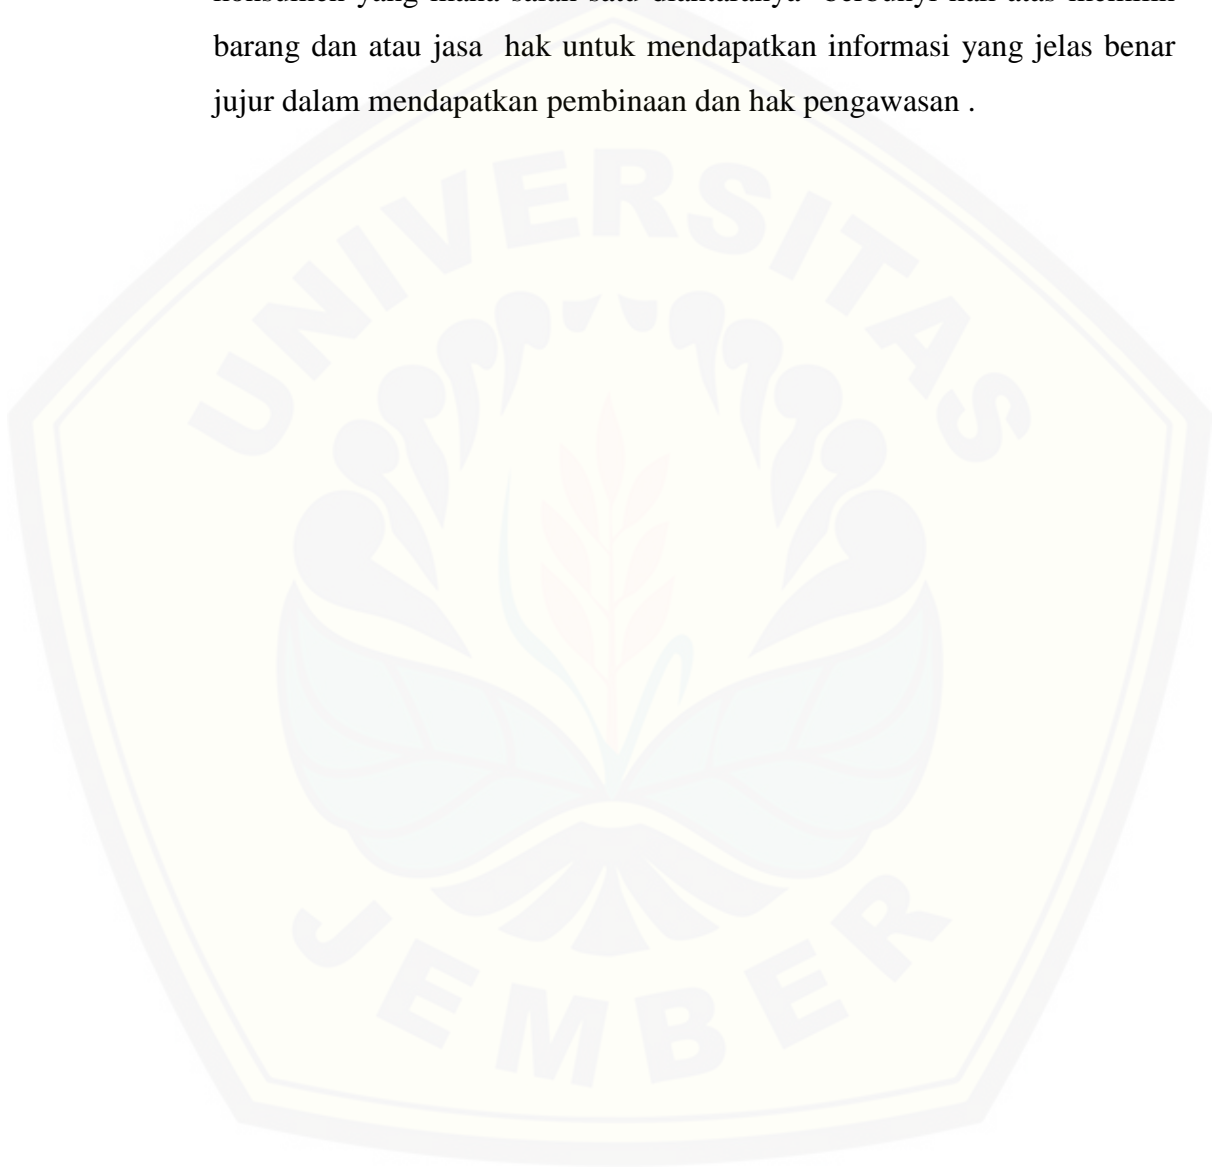 barang dan atau jasa hak untuk mendapatkan informasi yang jelas benar
jujur dalam mendapatkan pembinaan dan hak pengawasan .
UNIVERSITAS
JEMBER